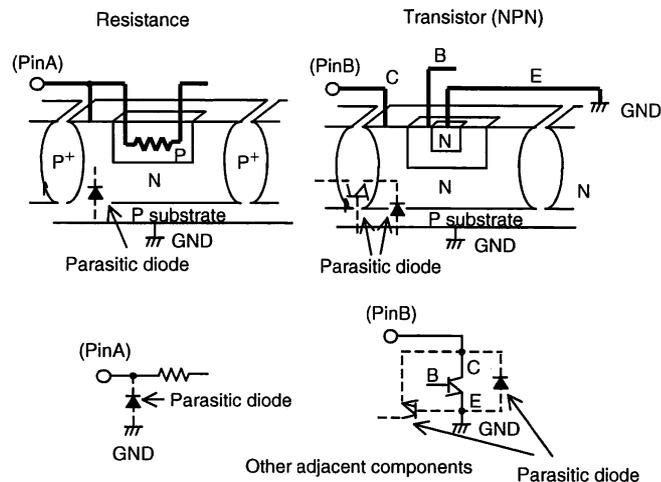 Resistance
Transistor (NPN)
(PinA)
(PinB)
C
B
E
GND
P+
P
P+
N
N
N
N
P substrate
P substrate
GND
GND
Parasitic diode
Parasitic diode
(PinA)
Parasitic diode
GND
(PinB)
C
B
E
GND
Other adjacent components
Parasitic diode